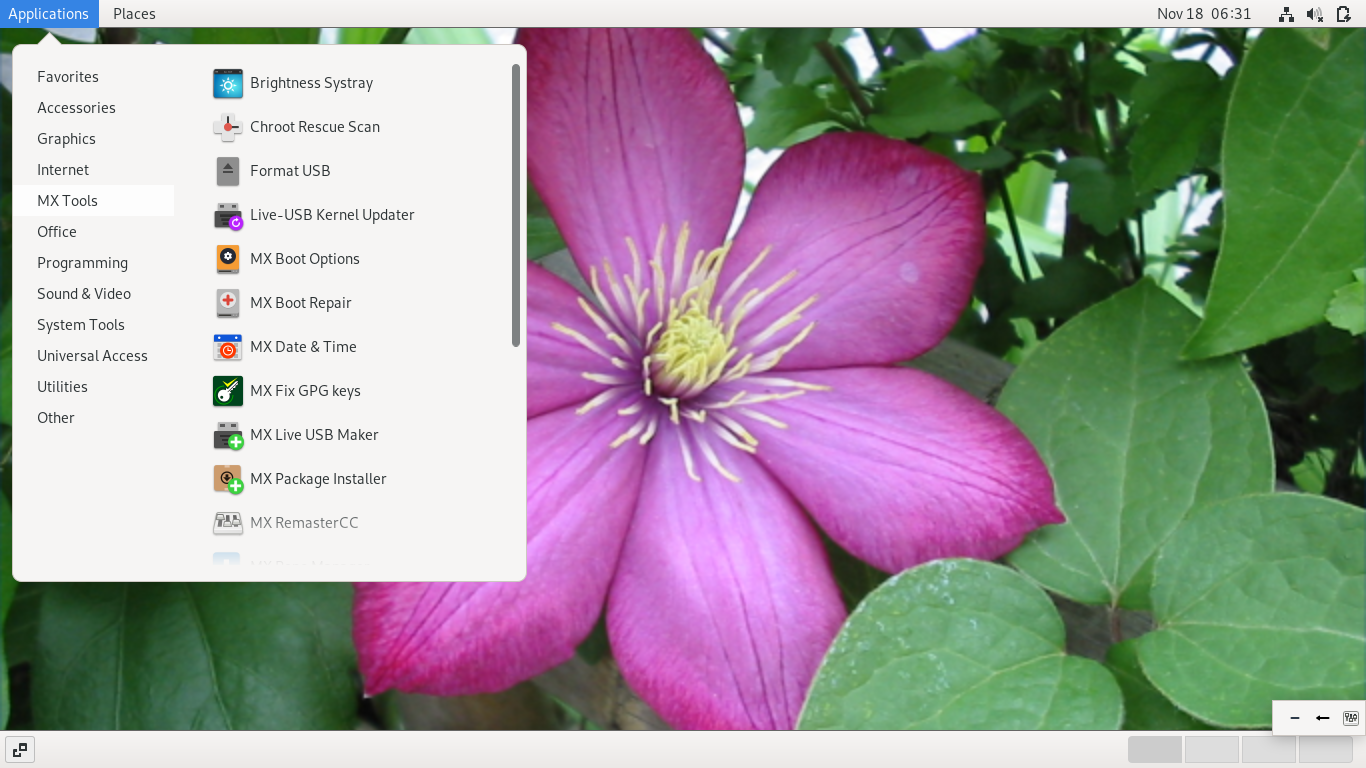 Applications Places Nov 18 06:31
Favorites
Accessories
Graphics
Internet
MX Tools
Office
Programming
Sound & Video
System Tools
Universal Access
Utilities
Other
Brightness Systray
Chroot Rescue Scan
Format USB
Live-USB Kernel Updater
MX Boot Options
MX Boot Repair
MX Date & Time
MX Fix GPG keys
MX Live USB Maker
MX Package Installer
MX RemasterCC